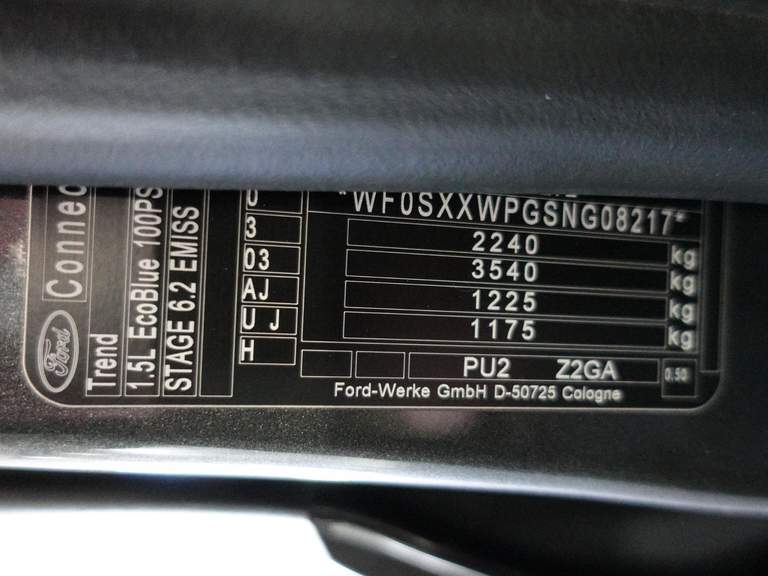 *WF0SXXWPGSNG08217*
2240 kg
3540 kg
1225 kg
1175 kg
PU2 Z2GA 0.50
Ford-Werke GmbH D-50725 Cologne
3
03
AJ
U J
H
Ford
Trend
1.5L EcoBlue 100PS
STAGE 6.2 EMISS